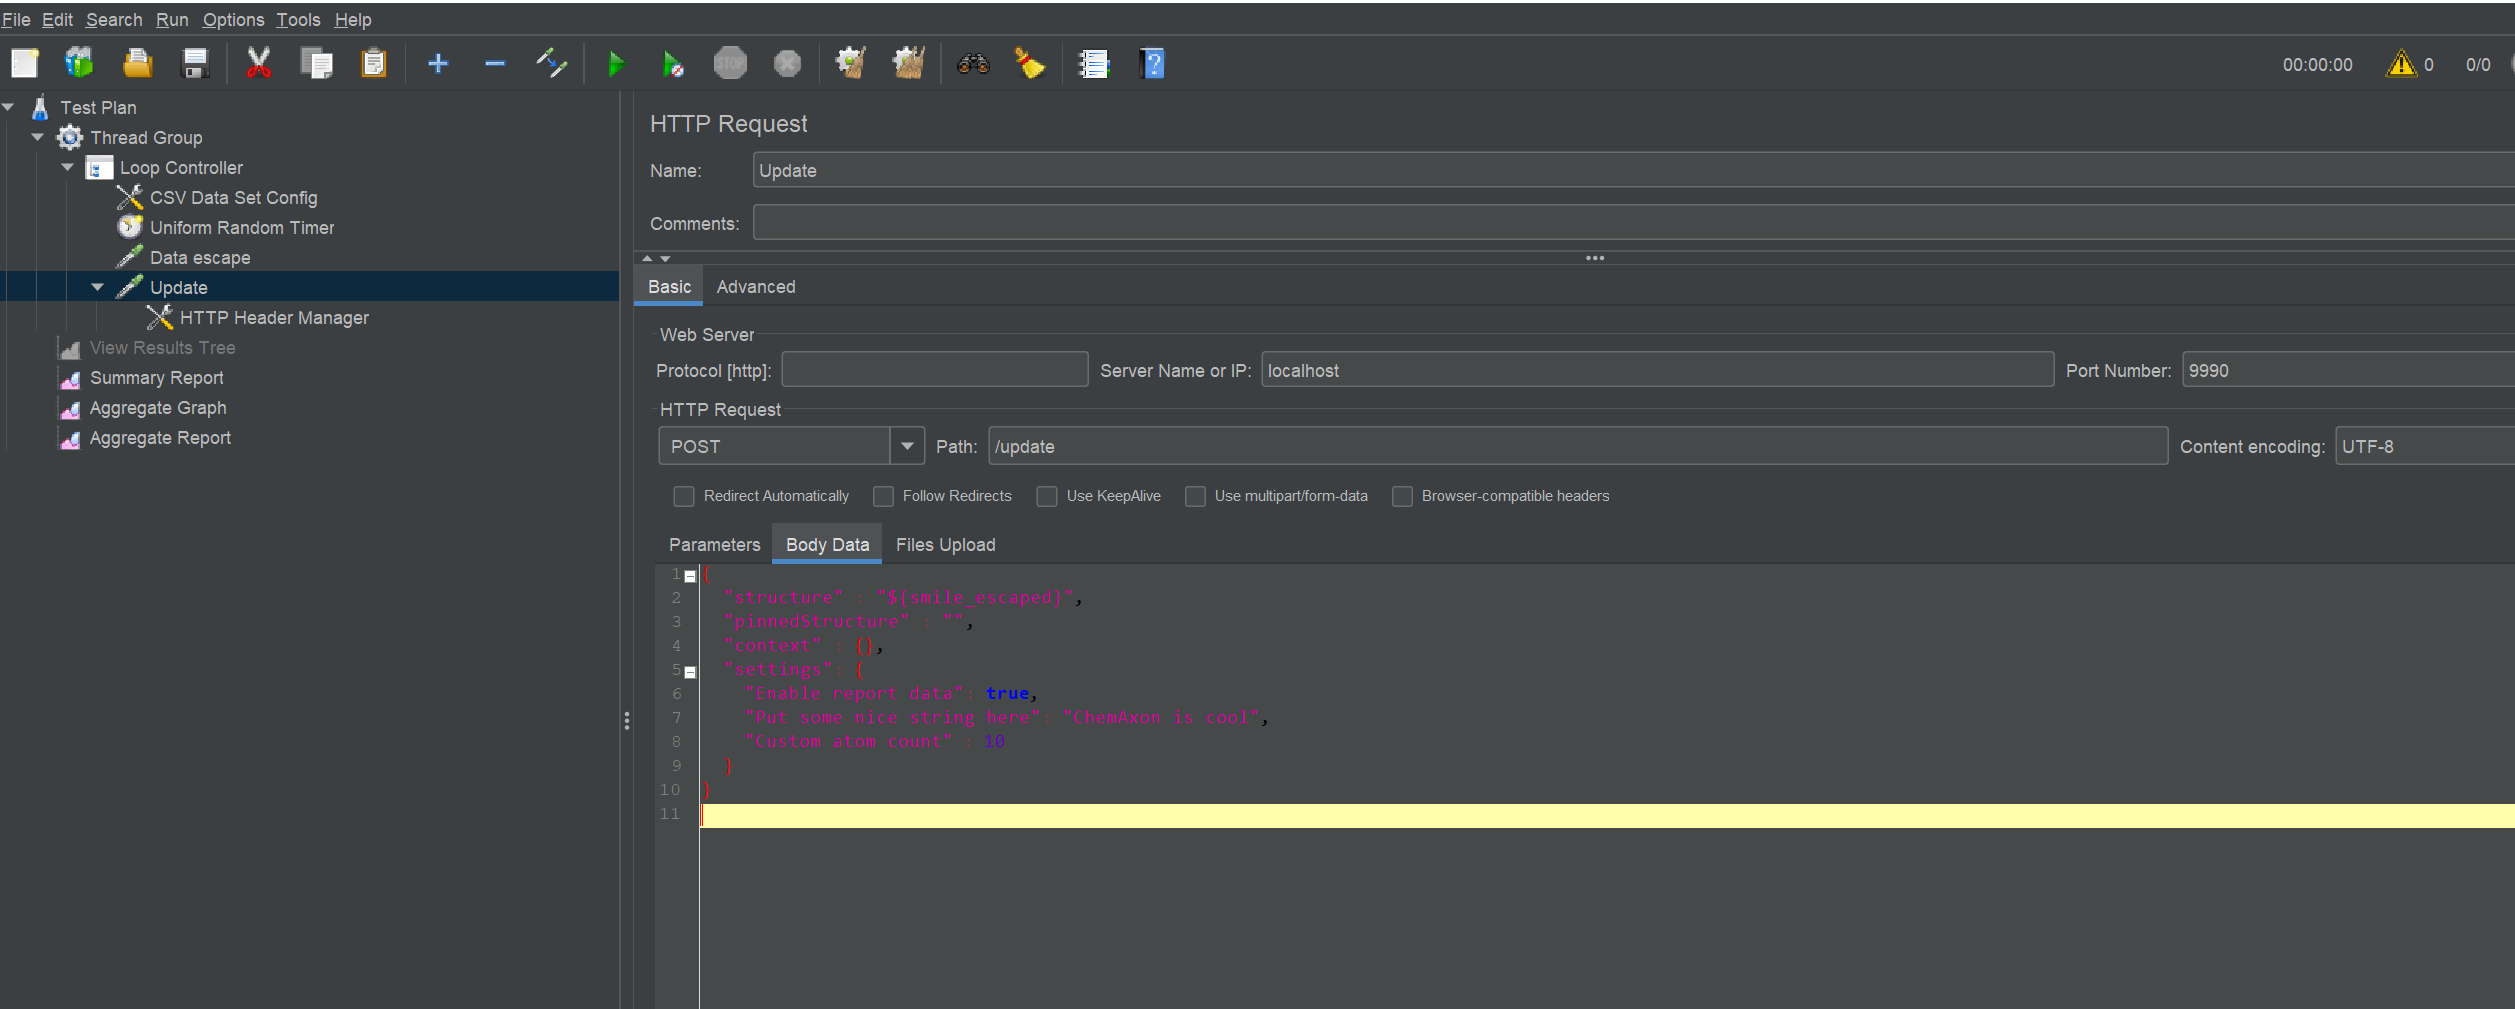 File Edit Search Run Options Tools Help
STOP
00:00:00 0 0/0
Test Plan
Thread Group
Loop Controller
CSV Data Set Config
Uniform Random Timer
Data escape
Update
HTTP Header Manager
View Results Tree
Summary Report
Aggregate Graph
Aggregate Report
HTTP Request
Name: Update
Comments:
Basic Advanced
Web Server
Protocol [http]: Server Name or IP: localhost Port Number: 9990
HTTP Request
POST Path: /update Content encoding: UTF-8
Redirect Automatically Follow Redirects Use KeepAlive Use multipart/form-data Browser-compatible headers
Parameters Body Data Files Upload
1 {
2 "structure" : "${smile_escaped}",
3 "pinnedStructure" : "",
4 "context" : {},
5 "settings": {
6 "Enable report data": true,
7 "Put some nice string here": "ChemAxon is cool",
8 "Custom atom count" : 10
9 }
10 }
11